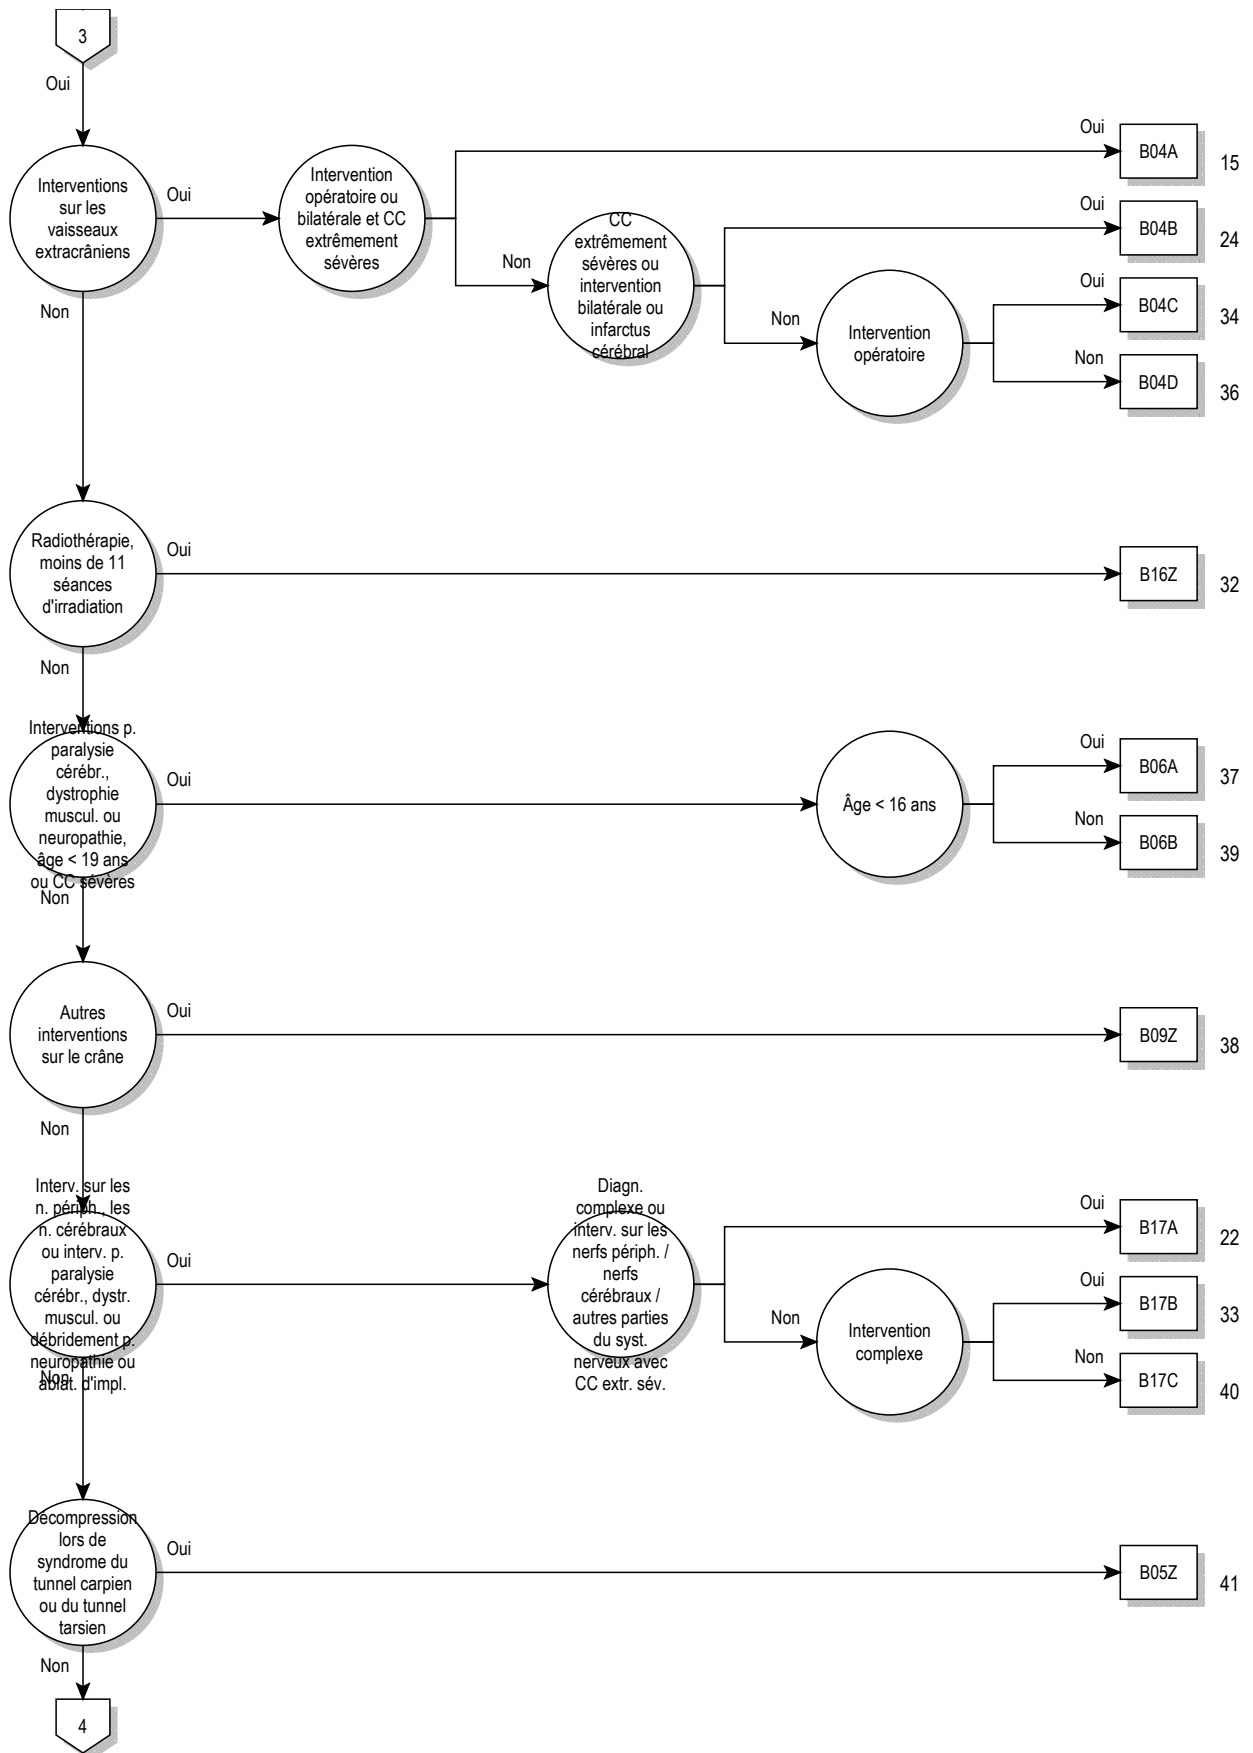 3
Oui
Interventions
sur les
vaisseaux
extracrâniens
Oui
Intervention
opératoire ou
bilatérale et CC
extrêmement
sévères
Oui
B04A
15
Non
CC
extrêmement
sévères ou
intervention
bilatérale ou
infarctus
cérébral
Oui
B04B
24
Non
Intervention
opératoire
Oui
B04C
34
Non
B04D
36
Non
Radiothérapie,
moins de 11
séances
d'irradiation
Oui
B16Z
32
Non
Interventions p.
paralysie
cérébr.,
dystrophie
muscul. ou
neuropathie,
âge < 19 ans
ou CC sévères
Oui
Âge < 16 ans
Oui
B06A
37
Non
B06B
39
Non
Autres
interventions
sur le crâne
Oui
B09Z
38
Non
Interv. sur les
n. périph., les
n. cérébraux
ou interv. p.
paralysie
cérébr., dystr.
muscul. ou
débridement p.
neuropathie ou
ablat. d'impl.
Oui
Diagn.
complexe ou
interv. sur les
nerfs périph. /
nerfs
cérébraux /
autres parties
du syst.
nerveux avec
CC extr. sév.
Oui
B17A
22
Non
Intervention
complexe
Oui
B17B
33
Non
B17C
40
Non
Décompression
lors de
syndrome du
tunnel carpien
ou du tunnel
tarsien
Oui
B05Z
41
Non
4